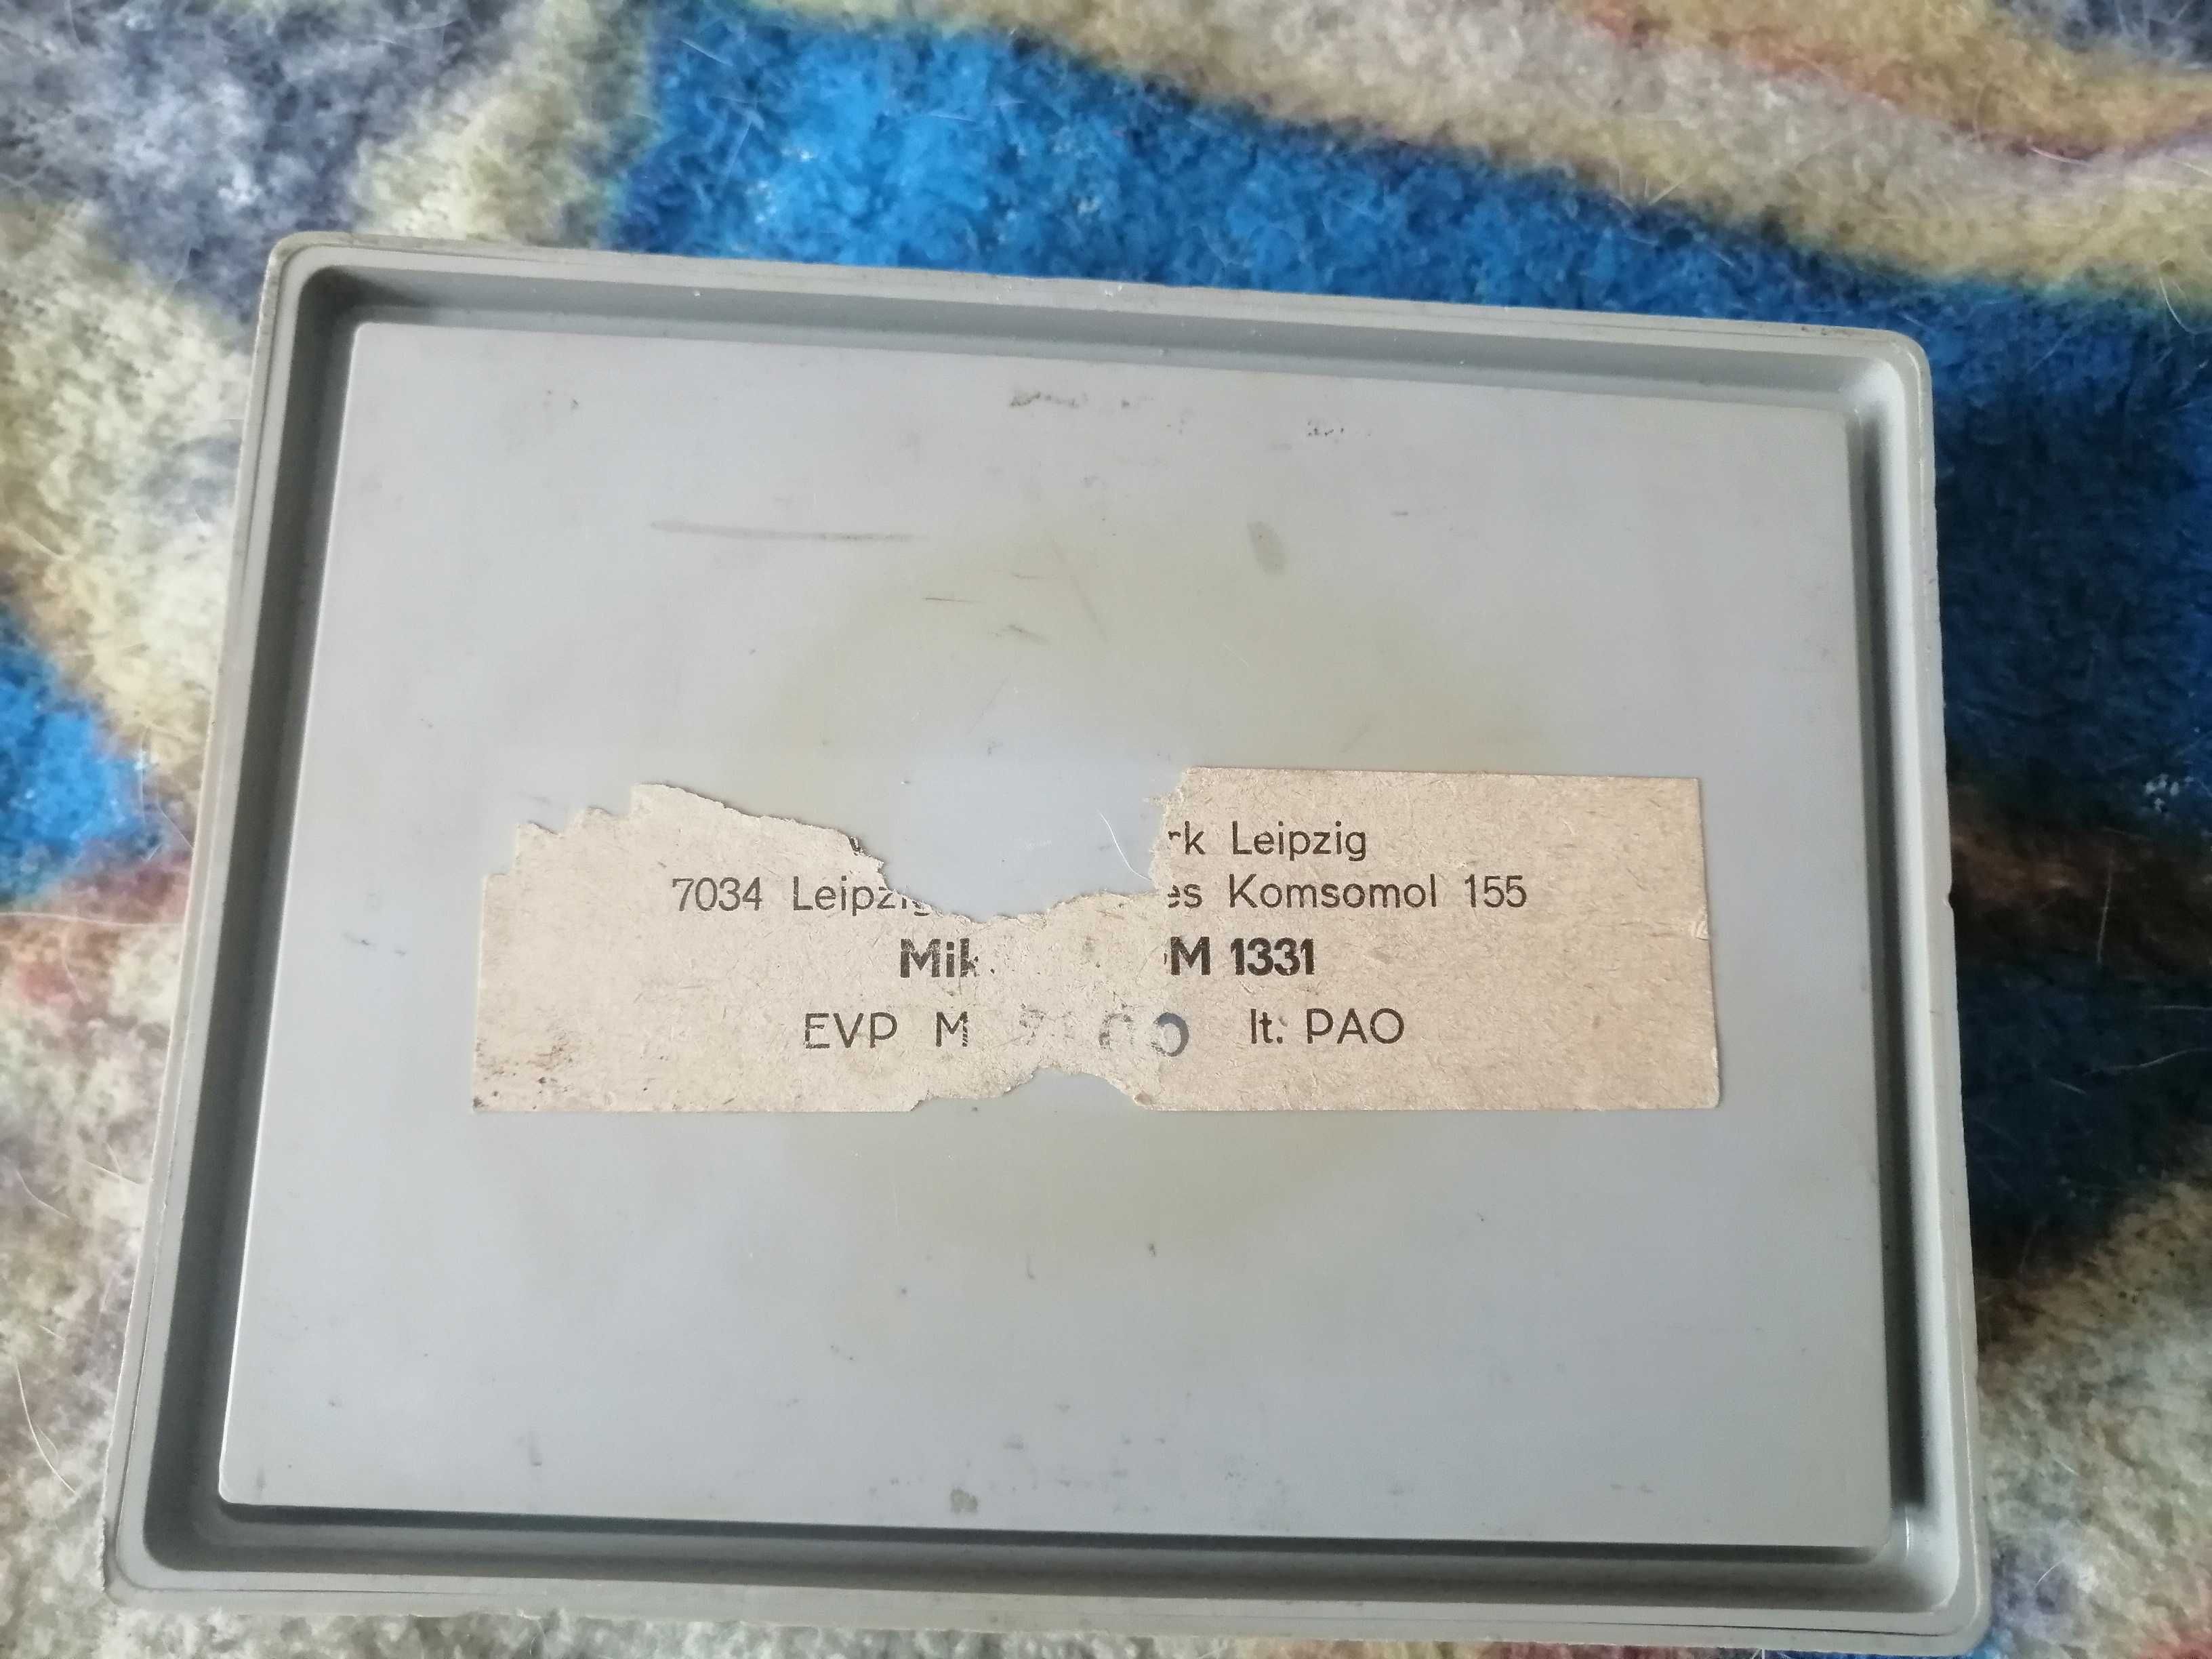 rk Leipzig
7034 Leipzig es Komsomol 155
Mik M 1331
EVP M lt. PAO